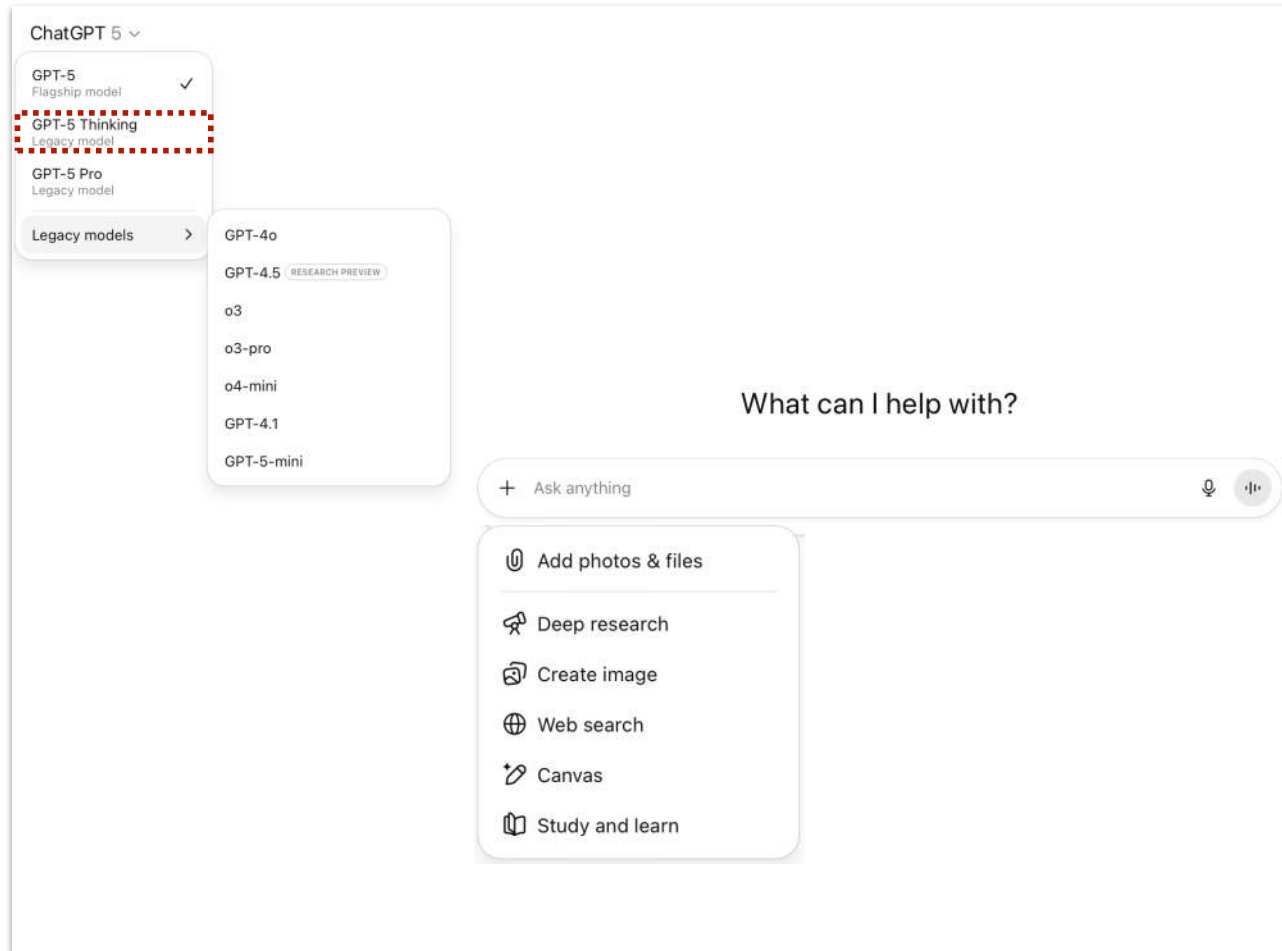 ChatGPT 5
GPT-5
Flagship model
GPT-5 Thinking
Legacy model
GPT-5 Pro
Legacy model
Legacy models
GPT-4o
GPT-4.5 RESEARCH PREVIEW
o3
o3-pro
o4-mini
GPT-4.1
GPT-5-mini
What can I help with?
Ask anything
Add photos & files
Deep research
Create image
Web search
Canvas
Study and learn